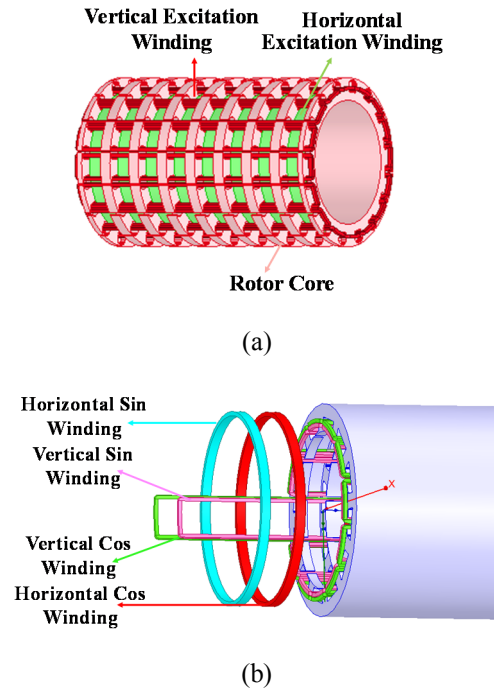 Vertical Excitation
Winding
Horizontal
Excitation Winding
Rotor Core
(a)
Horizontal Sin
Winding
Vertical Sin
Winding
X
Vertical Cos
Winding
Horizontal Cos
Winding
(b)